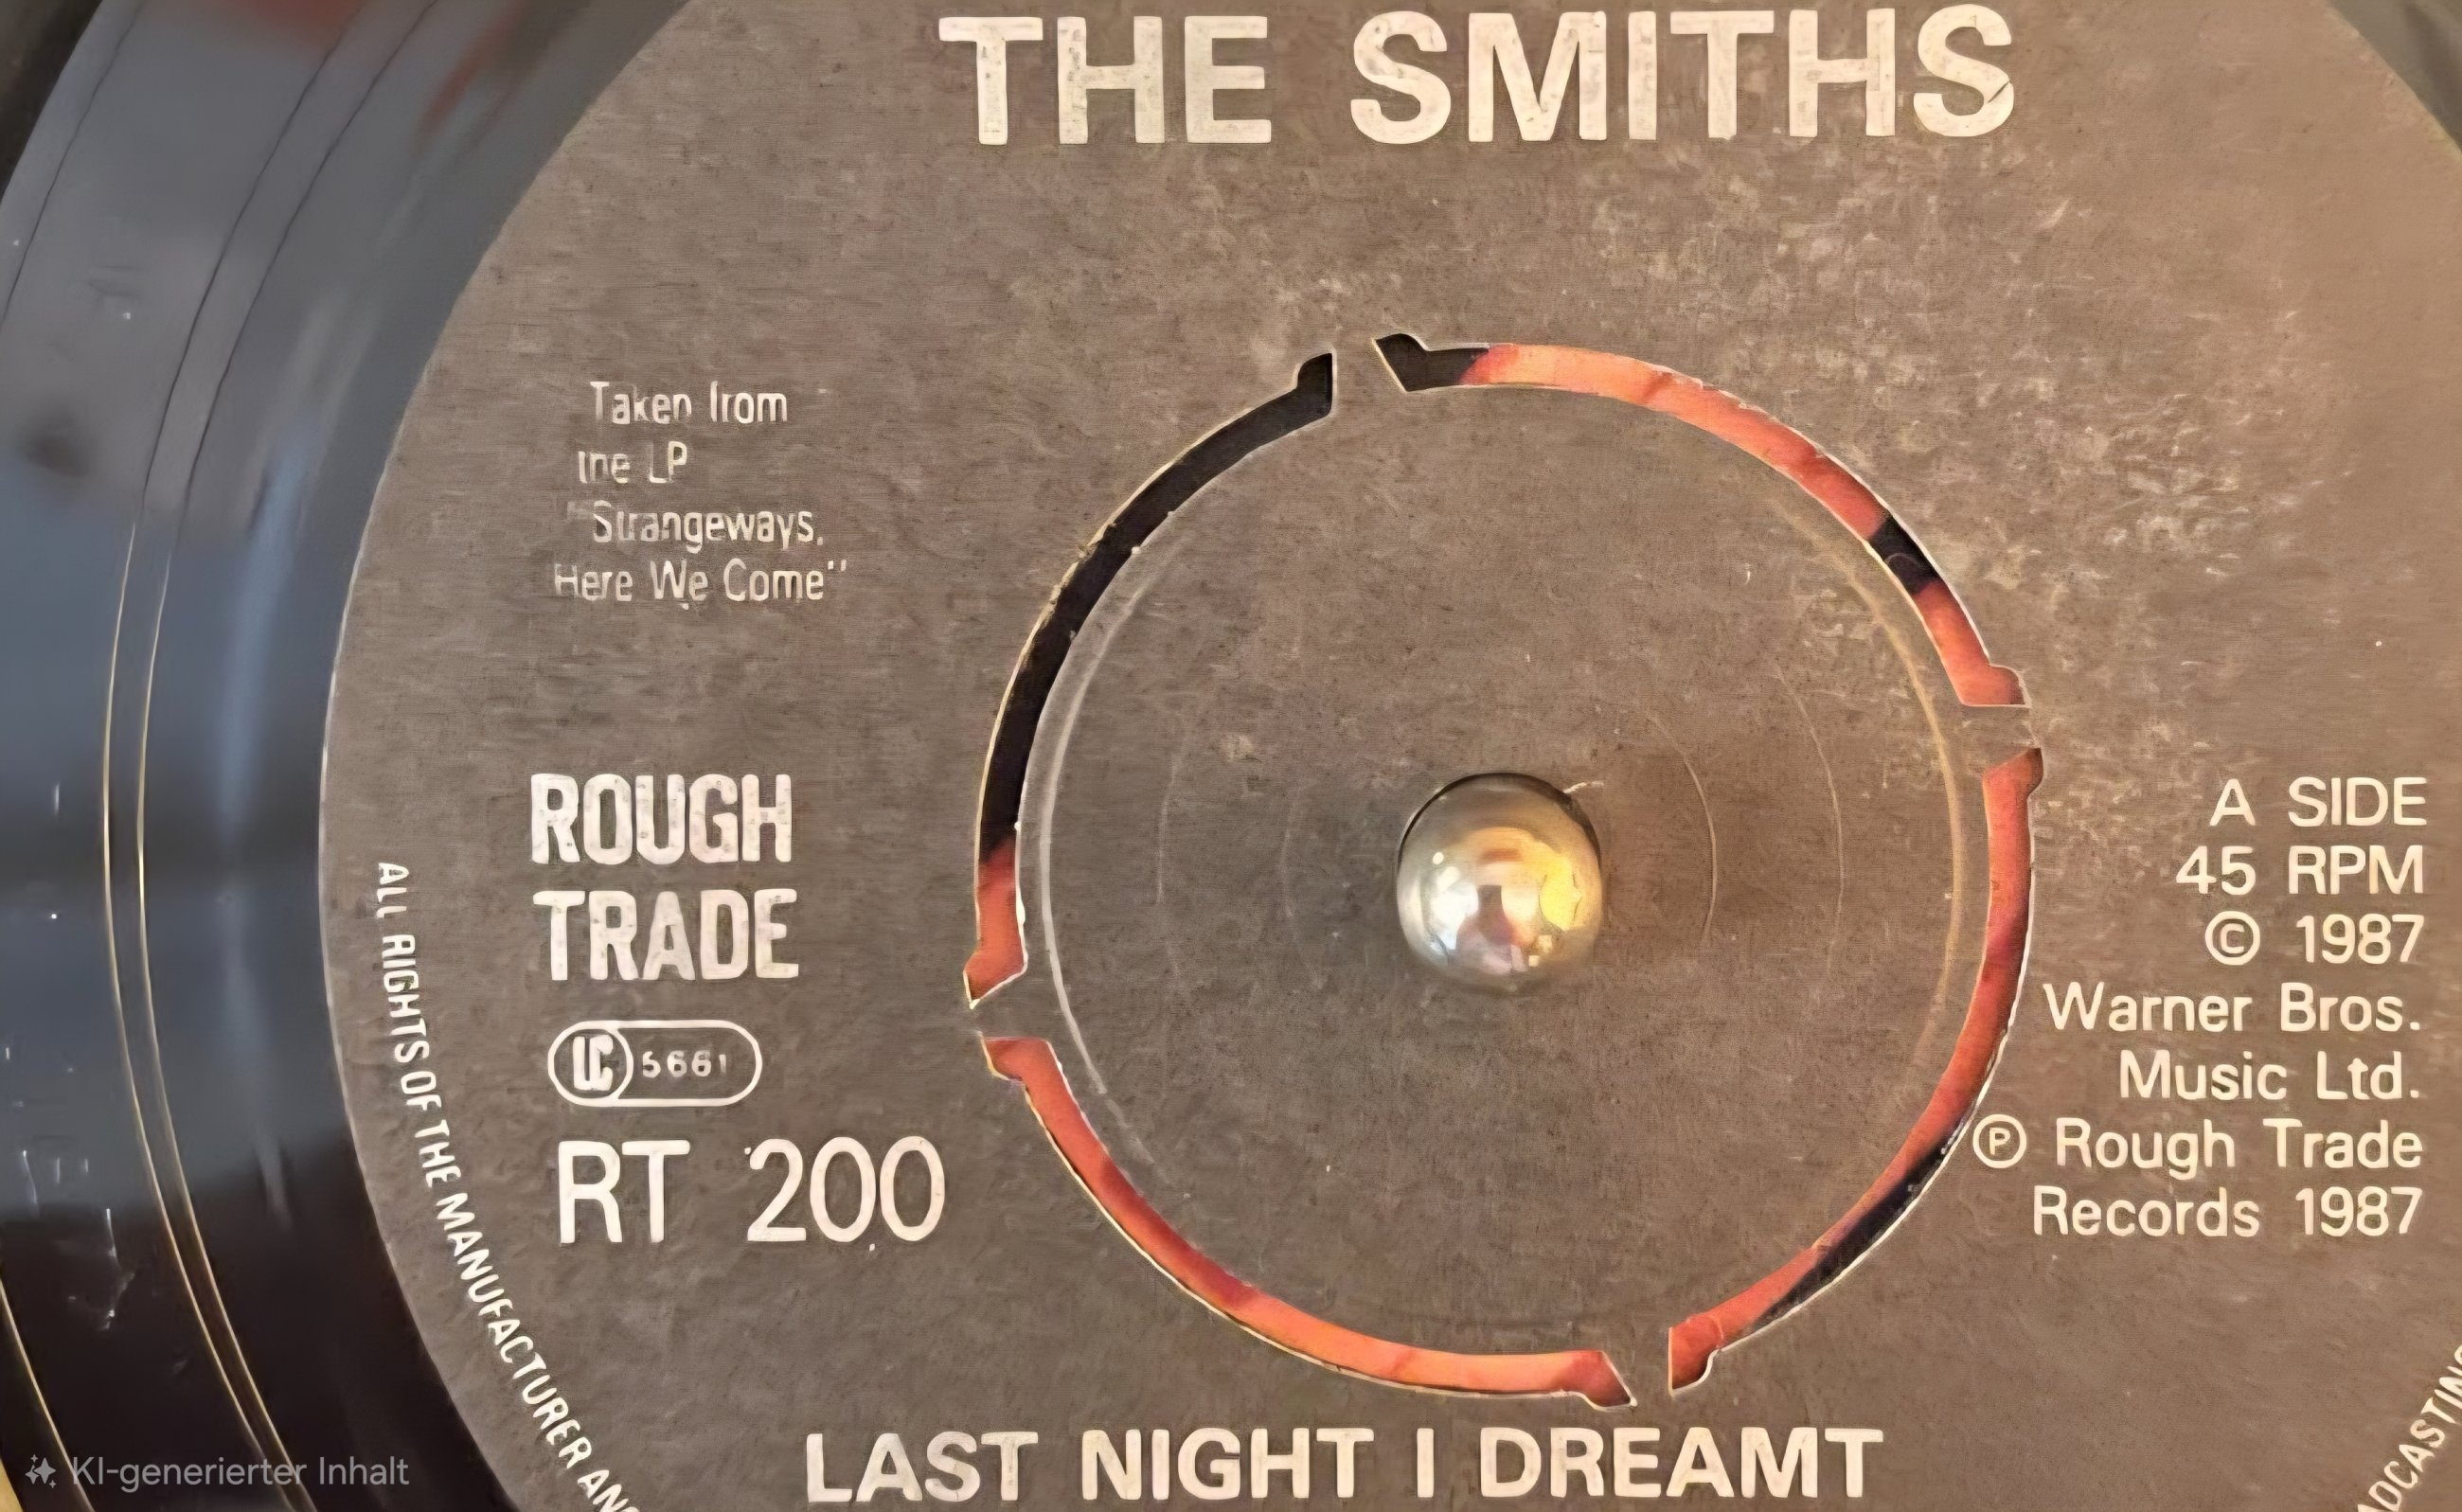 THE SMITHS
Taken from
the LP
"Strangeways,
Here We Come"
ROUGH
TRADE
LC 5661
RT 200
A SIDE
45 RPM
© 1987
Warner Bros.
Music Ltd.
℗ Rough Trade
Records 1987
LAST NIGHT I DREAMT
ALL RIGHTS OF THE MANUFACTURER AND
KI-generierter Inhalt